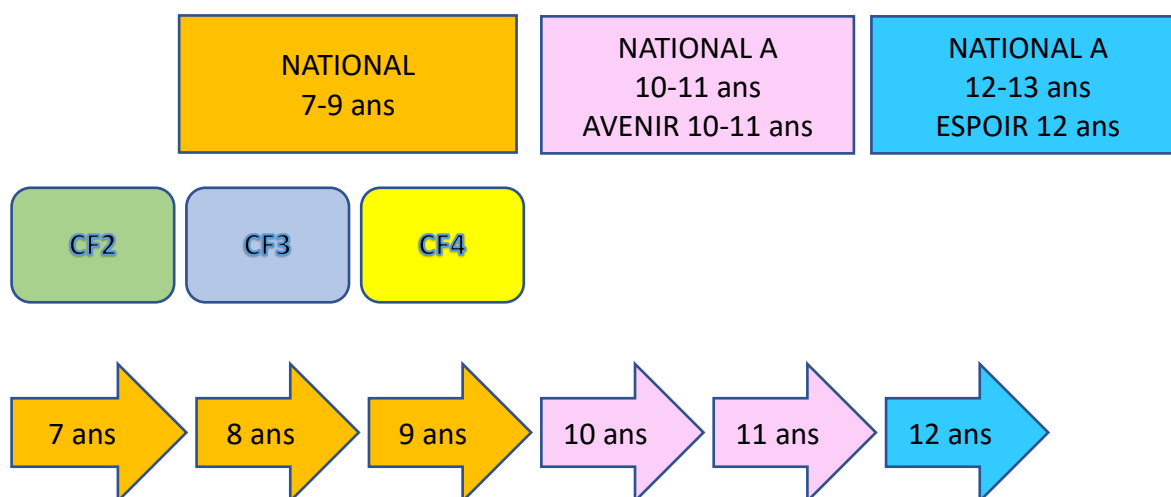 NATIONAL
7-9 ans
NATIONAL A
10-11 ans
AVENIR 10-11 ans
NATIONAL A
12-13 ans
ESPOIR 12 ans
CF2
CF3
CF4
7 ans
8 ans
9 ans
10 ans
11 ans
12 ans